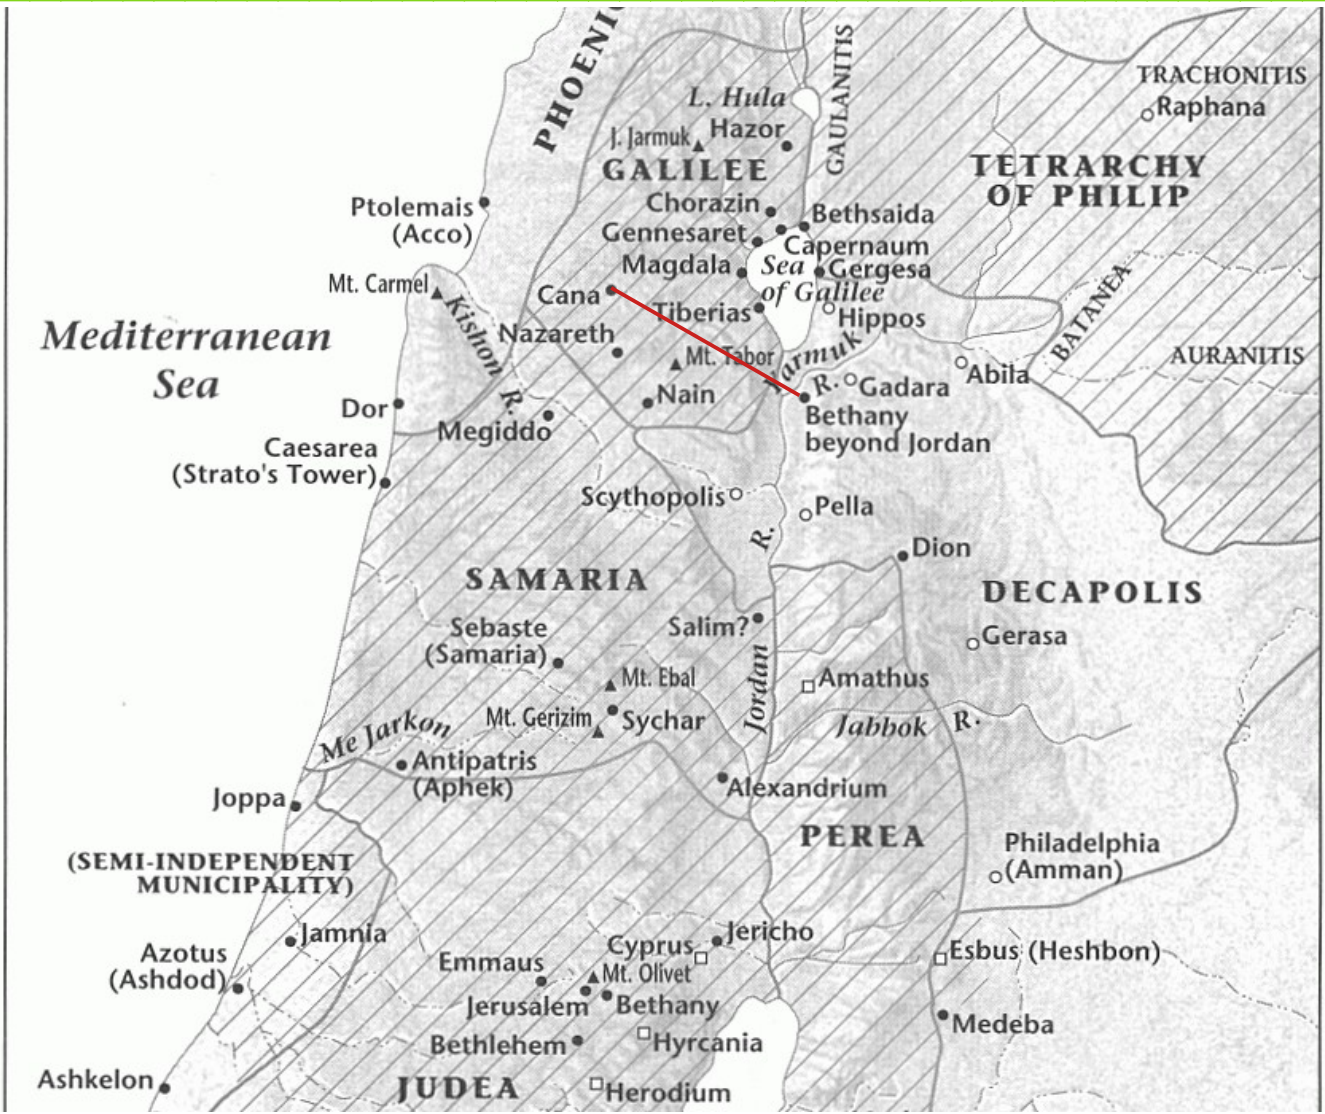 PHOENIC
GAULANITIS
TRACHONITIS
Raphana
L. Hula
J. Jarmuk
Hazor
GALILEE
TETRARCHY
OF PHILIP
Ptolemais
(Acco)
Chorazin
Bethsaida
Gennesaret
Capernaum
Magdala
Sea
of Galilee
Gergesa
Mt. Carmel
Kishon R.
Cana
Tiberias
Hippos
BATANEA
Mediterranean
Sea
Nazareth
Mt. Tabor
Yarmuk R.
AURANITIS
Abila
Gadara
Nain
Dor
Bethany
beyond Jordan
Megiddo
Caesarea
(Strato's Tower)
Scythopolis
Pella
R.
Dion
SAMARIA
DECAPOLIS
Sebaste
(Samaria)
Salim?
Gerasa
Jordan
Mt. Ebal
Amathus
Mt. Gerizim
Sychar
Jabbok R.
Me Jarkon
Antipatris
(Aphek)
Alexandrium
Joppa
PEREA
(SEMI-INDEPENDENT
MUNICIPALITY)
Philadelphia
(Amman)
Jamnia
Jericho
Cyprus
Azotus
(Ashdod)
Emmaus
Mt. Olivet
Esbus (Heshbon)
Jerusalem
Bethany
Medeba
Bethlehem
Hyrcania
Ashkelon
JUDEA
Herodium